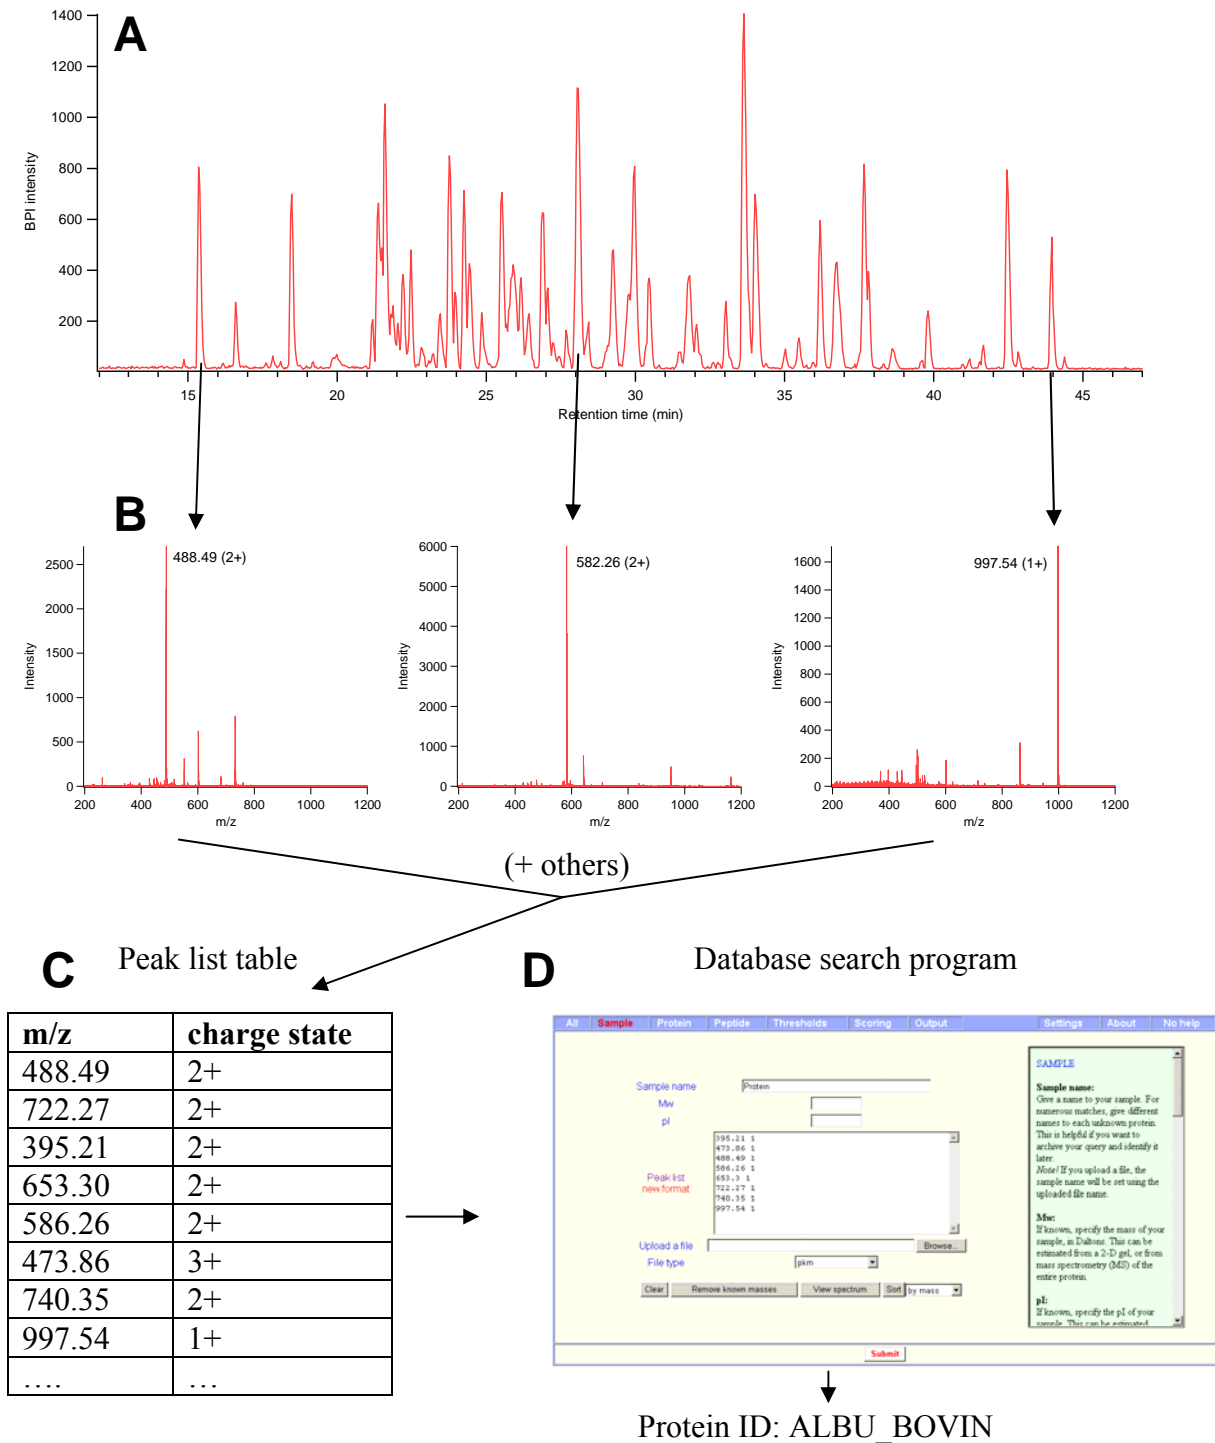 A
1400
1200
1000
800
600
400
200
BPI intensity
15 20 25 30 35 40 45
Retention time (min)
B
488.49 (2+)
2500
2000
1500
1000
500
0
Intensity
200 400 600 800 1000 1200
m/z
582.26 (2+)
6000
5000
4000
3000
2000
1000
0
Intensity
200 400 600 800 1000 1200
m/z
997.54 (1+)
1600
1400
1200
1000
800
600
400
200
0
Intensity
200 400 600 800 1000 1200
m/z
(+ others)
C Peak list table
m/z charge state
488.49 2+
722.27 2+
395.21 2+
653.30 2+
586.26 2+
473.86 3+
740.35 2+
997.54 1+
.... ...
D Database search program
All Sample Protein Peptide Thresholds Scoring Output Settings About No help
Sample name Protein
Mw
pI
Peak list
new format
395.21 1
473.86 1
488.49 1
586.26 1
653.3 1
722.27 1
740.35 1
997.54 1
Upload a file Browse...
File type pkm
Clear Remove known masses View spectrum Sort by mass
SAMPLE
Sample name:
Give a name to your sample. For
numerous matches, give different
names to each unknown protein.
This is helpful if you want to
archive your query and identify it
later.
Note! If you upload a file, the
sample name will be set using the
uploaded file name.
Mw:
If known, specify the mass of your
sample, in Daltons. This can be
estimated from a 2-D gel, or from
mass spectrometry (MS) of the
entire protein.
pI:
If known, specify the pI of your
sample. This can be estimated
Submit
Protein ID: ALBU_BOVIN